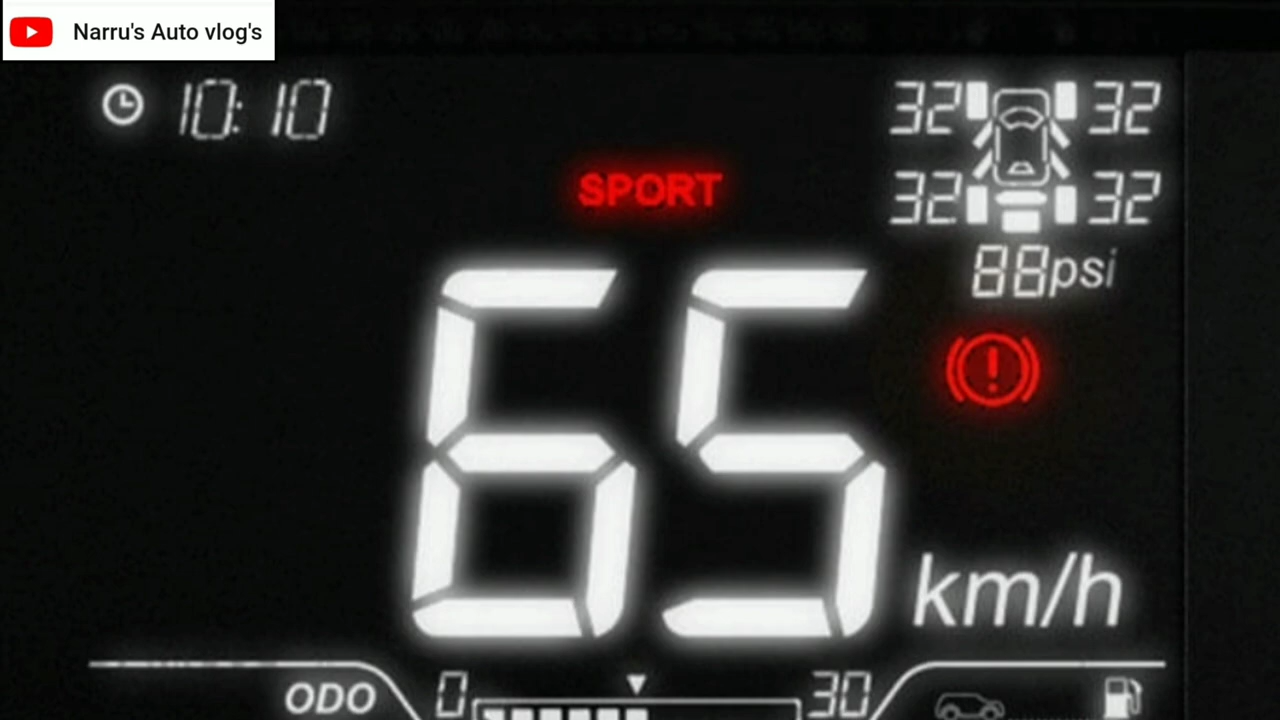 Narru's Auto vlog's
10:10
32 32
SPORT
32 32
88psi
65
km/h
ODO 0 30